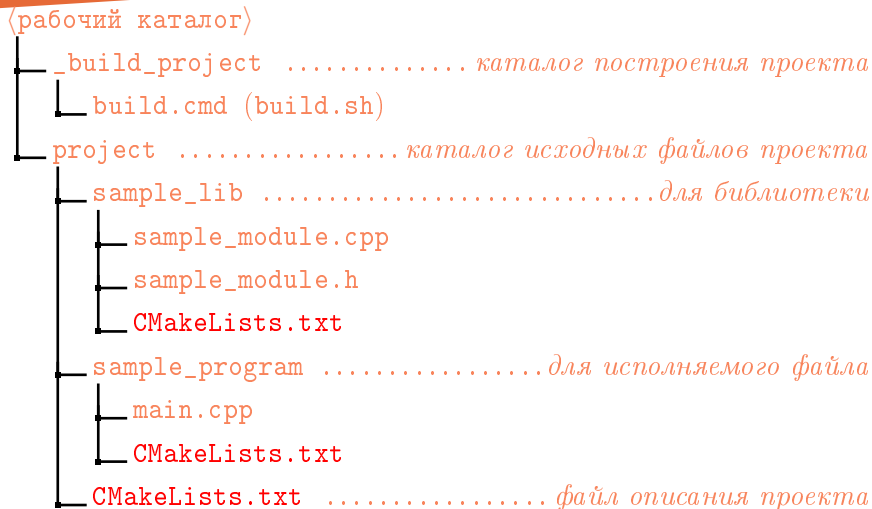 ⟨рабочий каталог⟩
_build_project .............. каталог построения проекта
build.cmd (build.sh)
project ................. каталог исходных файлов проекта
sample_lib ............................. для библиотеки
sample_module.cpp
sample_module.h
CMakeLists.txt
sample_program ................. для исполняемого файла
main.cpp
CMakeLists.txt
CMakeLists.txt ................. файл описания проекта